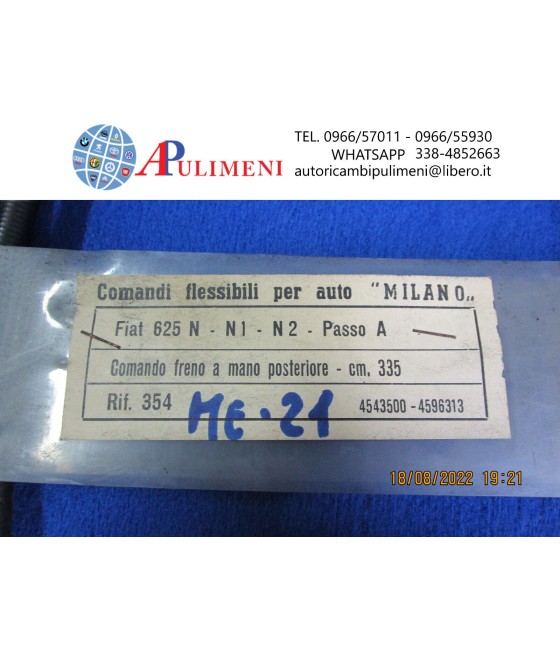 APULIMENI
TEL. 0966/57011 - 0966/55930
WHATSAPP 338-4852663
autoricambipulimeni@libero.it
Comandi flessibili per auto "MILANO„
Fiat 625 N - N1 - N2 - Passo A
Comando freno a mano posteriore - cm. 335
Rif. 354 ME-21 4543500 - 4596313
18/08/2022 19:21